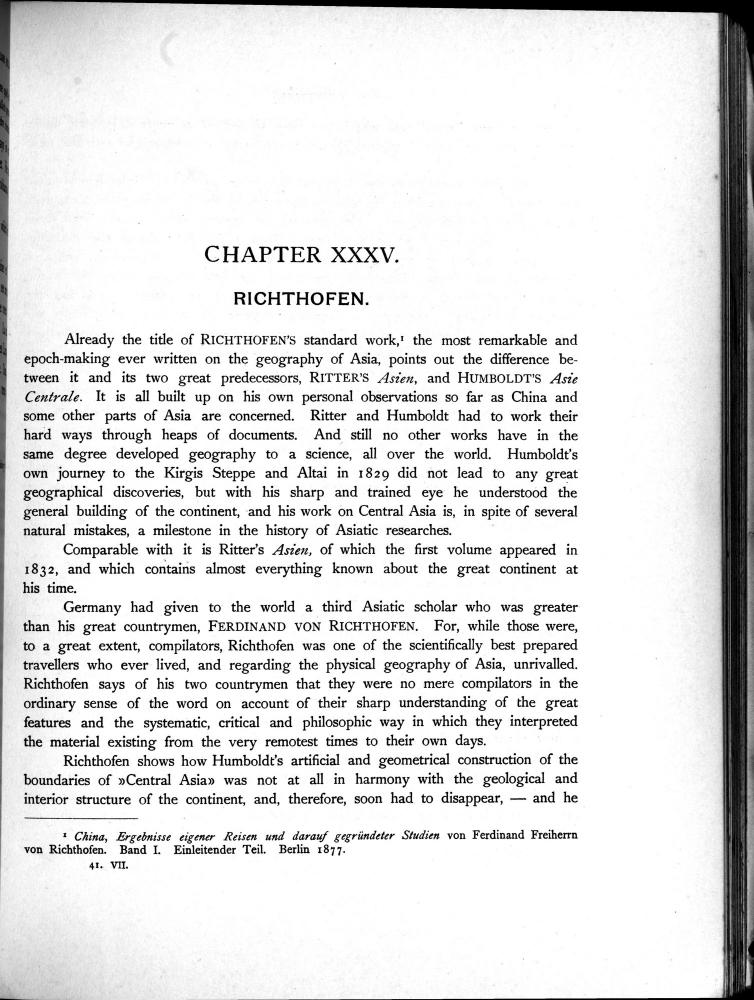 CHAPTER XXXV.
RICHTHOFEN.
Already the title of RICHTHOFEN'S standard work,¹ the most remarkable and
epoch-making ever written on the geography of Asia, points out the difference be-
tween it and its two great predecessors, RITTER'S Asien, and HUMBOLDT'S Asie
Centrale. It is all built up on his own personal observations so far as China and
some other parts of Asia are concerned. Ritter and Humboldt had to work their
hard ways through heaps of documents. And still no other works have in the
same degree developed geography to a science, all over the world. Humboldt's
own journey to the Kirgis Steppe and Altai in 1829 did not lead to any great
geographical discoveries, but with his sharp and trained eye he understood the
general building of the continent, and his work on Central Asia is, in spite of several
natural mistakes, a milestone in the history of Asiatic researches.
Comparable with it is Ritter's Asien, of which the first volume appeared in
1832, and which contains almost everything known about the great continent at
his time.
Germany had given to the world a third Asiatic scholar who was greater
than his great countrymen, FERDINAND VON RICHTHOFEN. For, while those were,
to a great extent, compilators, Richthofen was one of the scientifically best prepared
travellers who ever lived, and regarding the physical geography of Asia, unrivalled.
Richthofen says of his two countrymen that they were no mere compilators in the
ordinary sense of the word on account of their sharp understanding of the great
features and the systematic, critical and philosophic way in which they interpreted
the material existing from the very remotest times to their own days.
Richthofen shows how Humboldt's artificial and geometrical construction of the
boundaries of »Central Asia» was not at all in harmony with the geological and
interior structure of the continent, and, therefore, soon had to disappear, — and he
¹ China, Ergebnisse eigener Reisen und darauf gegründeter Studien von Ferdinand Freiherrn
von Richthofen. Band I. Einleitender Teil. Berlin 1877.
41. VII.